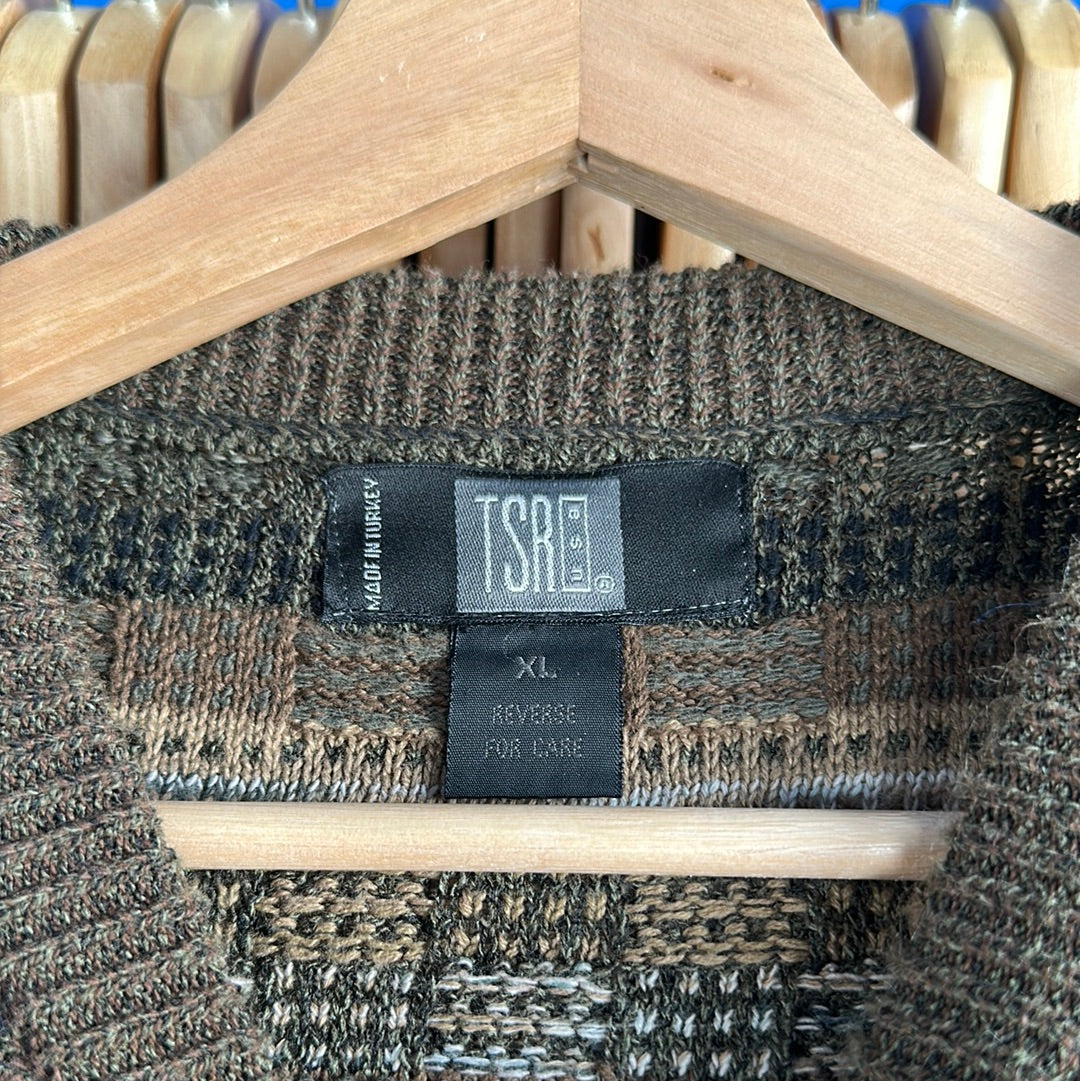 MADE IN TURKEY
TSR
®
XL
REVERSE
FOR CARE